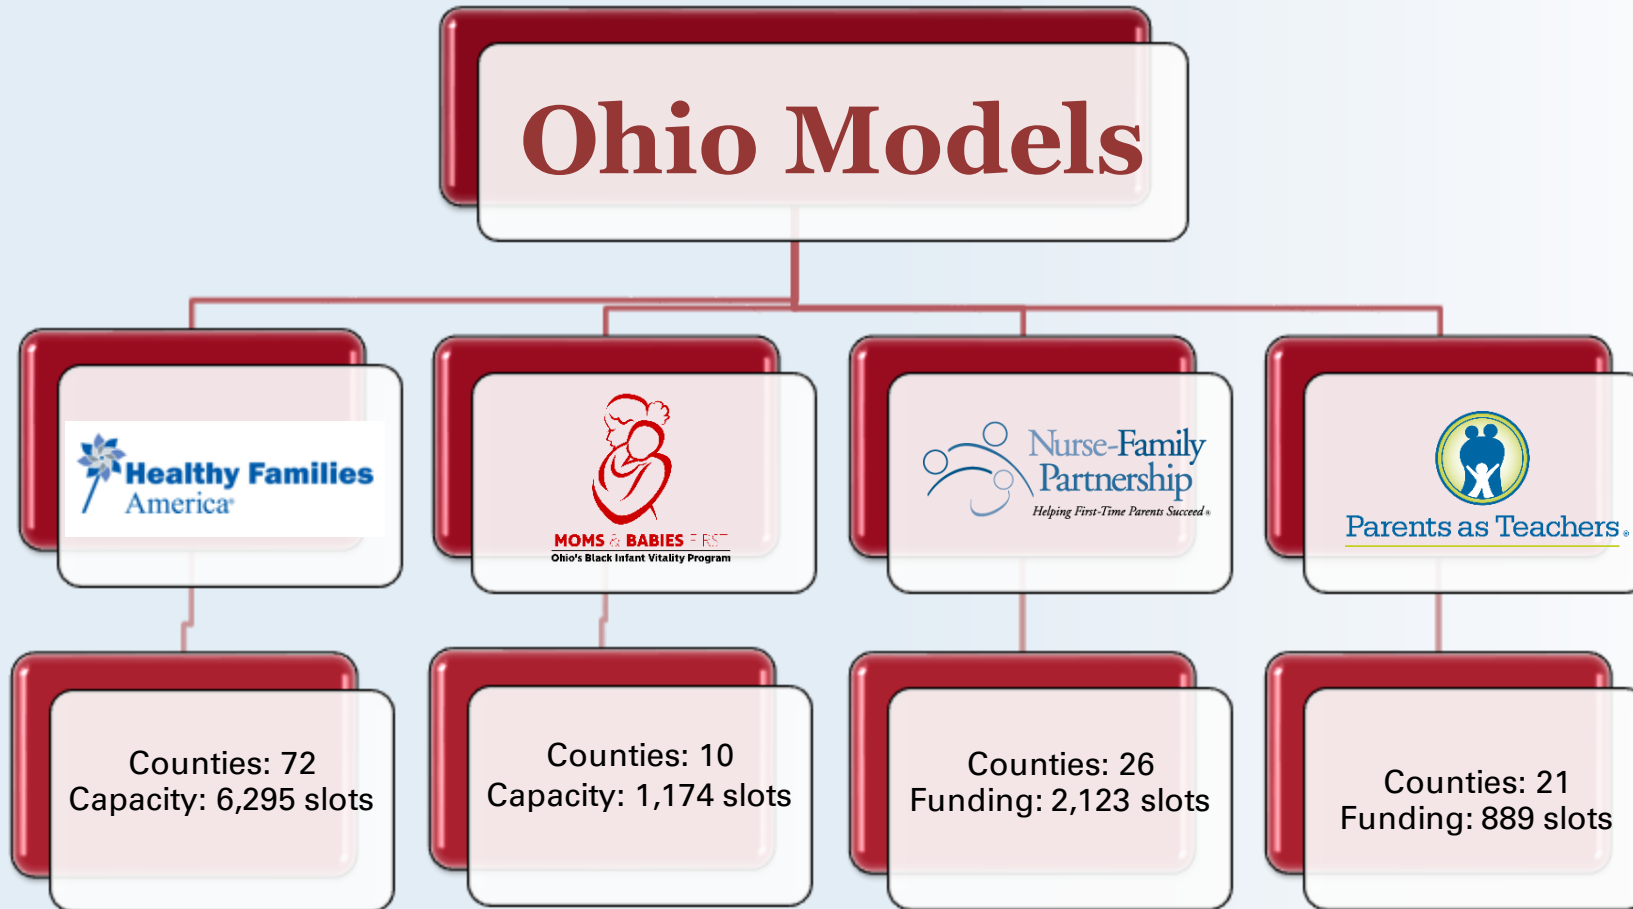 Ohio Models
Healthy Families
America®
MOMS & BABIES FIRST
Ohio's Black Infant Vitality Program
Nurse-Family
Partnership
Helping First-Time Parents Succeed®
Parents as Teachers®
Counties: 72
Capacity: 6,295 slots
Counties: 10
Capacity: 1,174 slots
Counties: 26
Funding: 2,123 slots
Counties: 21
Funding: 889 slots